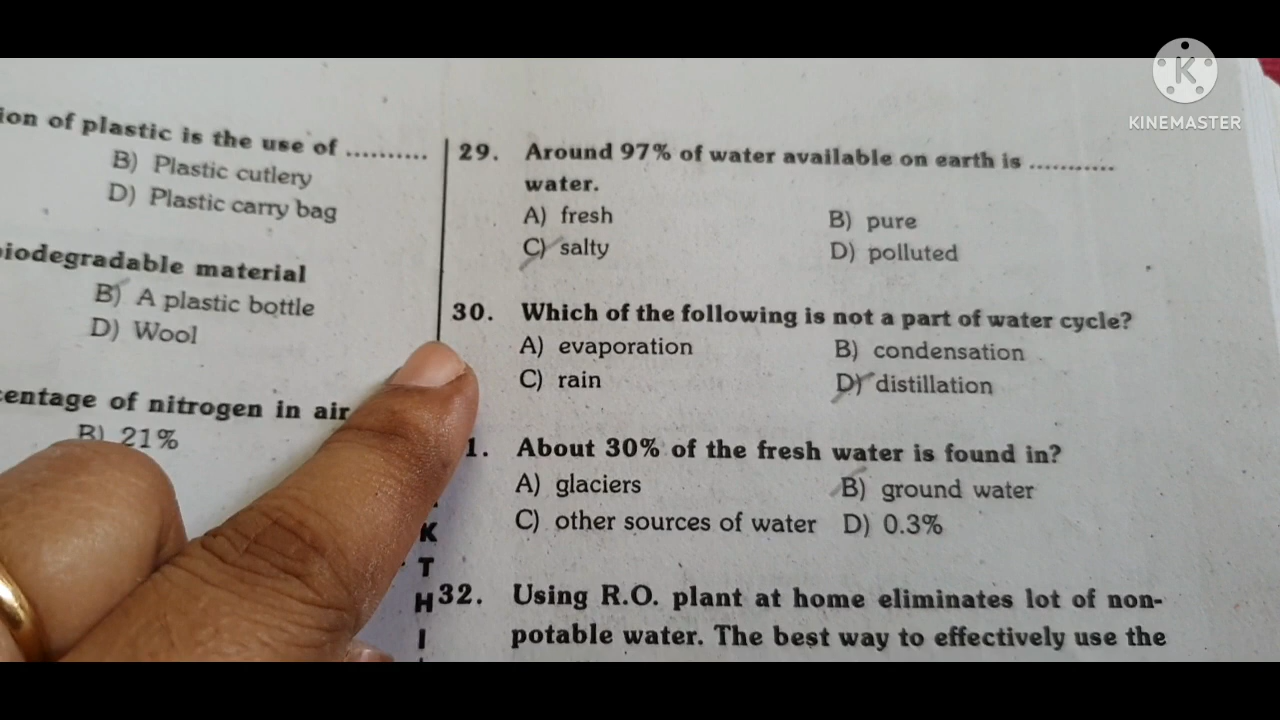 ion of plastic is the use of ..........
B) Plastic cutlery
D) Plastic carry bag
biodegradable material
B) A plastic bottle
D) Wool
centage of nitrogen in air
B) 21%
K
T
H
I
29. Around 97% of water available on earth is ...........
water.
A) fresh B) pure
C) salty D) polluted
30. Which of the following is not a part of water cycle?
A) evaporation B) condensation
C) rain D) distillation
1. About 30% of the fresh water is found in?
A) glaciers B) ground water
C) other sources of water D) 0.3%
32. Using R.O. plant at home eliminates lot of non-
potable water. The best way to effectively use the
K
KINEMASTER